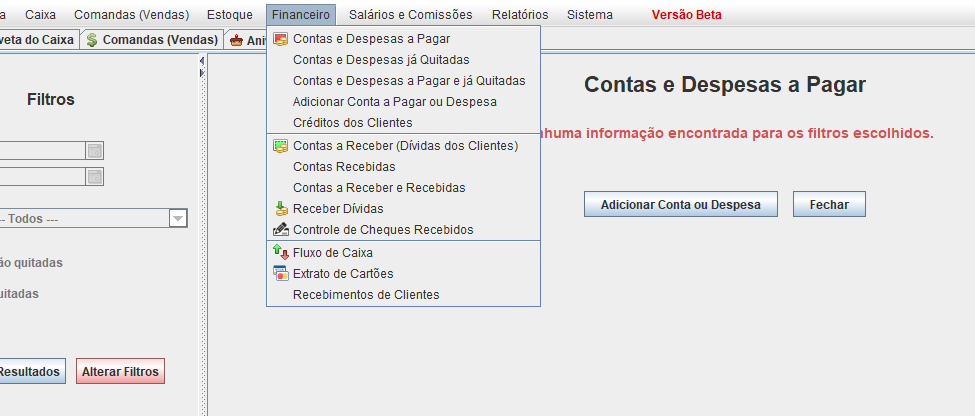 a Caixa Comandas (Vendas) Estoque Financeiro Salários e Comissões Relatórios Sistema Versão Beta
veta do Caixa Comandas (Vendas) Ani
Filtros
-- Todos ---
ão quitadas
uitadas
Resultados Alterar Filtros
Contas e Despesas a Pagar
Contas e Despesas já Quitadas
Contas e Despesas a Pagar e já Quitadas
Adicionar Conta a Pagar ou Despesa
Créditos dos Clientes
Contas a Receber (Dívidas dos Clientes)
Contas Recebidas
Contas a Receber e Recebidas
Receber Dívidas
Controle de Cheques Recebidos
Fluxo de Caixa
Extrato de Cartões
Recebimentos de Clientes
Contas e Despesas a Pagar
nhuma informação encontrada para os filtros escolhidos.
Adicionar Conta ou Despesa Fechar